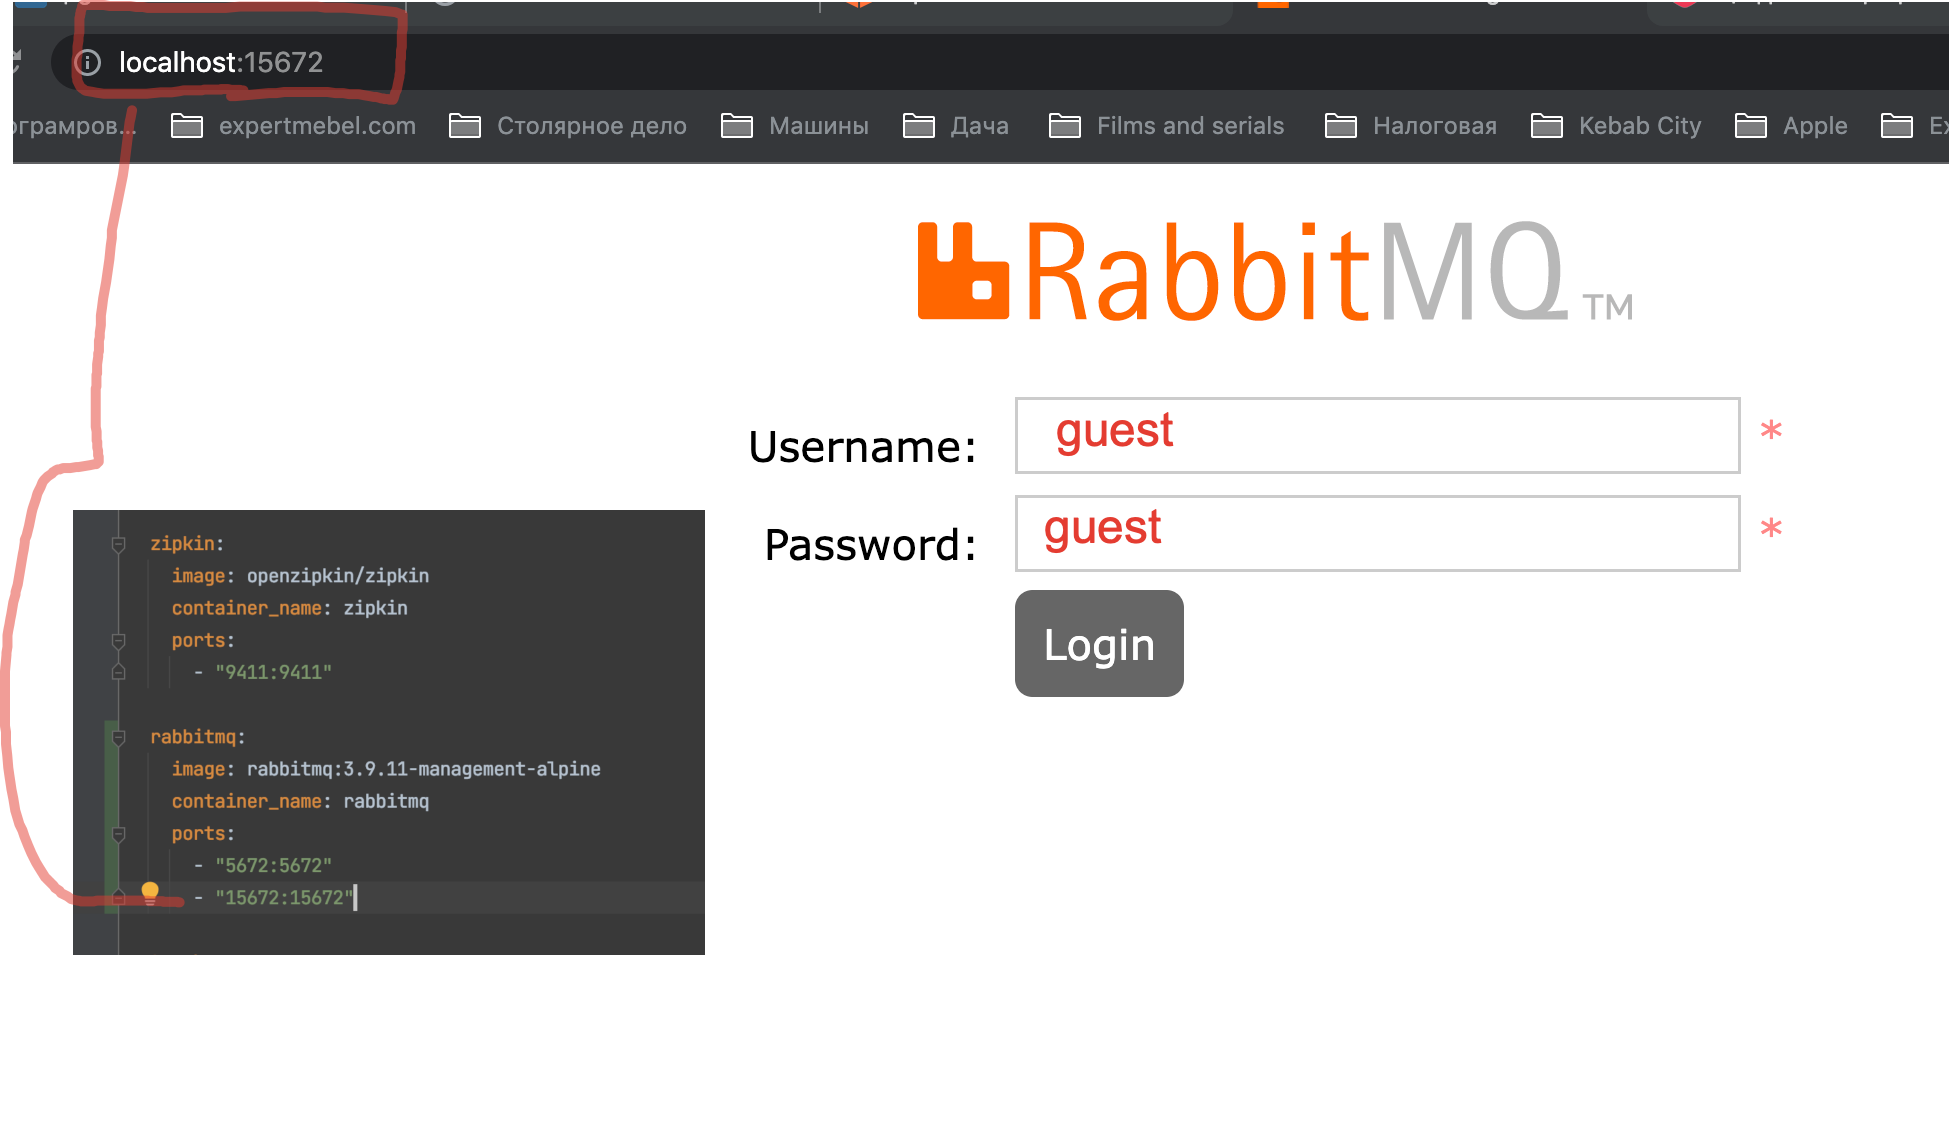 localhost:15672
ограмров...
expertmebel.com
Столярное дело
Машины
Дача
Films and serials
Налоговая
Kebab City
Apple
RabbitMQ TM
Username: guest *
Password: guest *
Login
zipkin:
image: openzipkin/zipkin
container_name: zipkin
ports:
- "9411:9411"
rabbitmq:
image: rabbitmq:3.9.11-management-alpine
container_name: rabbitmq
ports:
- "5672:5672"
- "15672:15672"